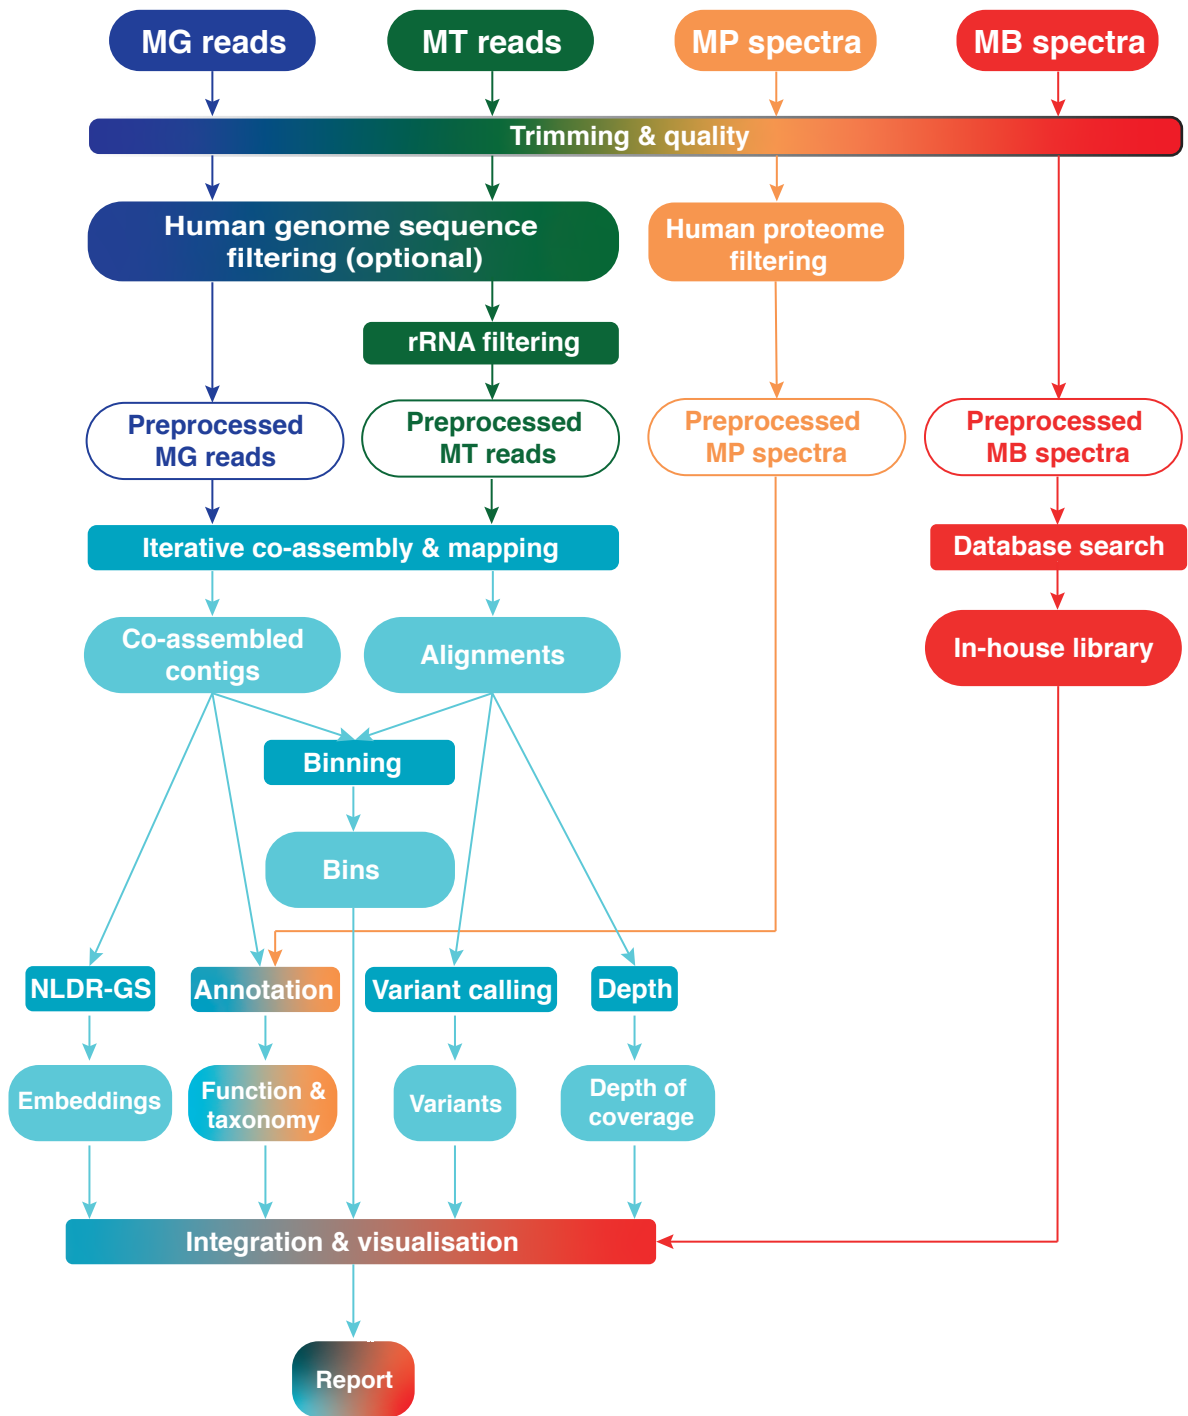 MG reads
MT reads
MP spectra
MB spectra
Trimming & quality
Human genome sequence
filtering (optional)
Human proteome
filtering
rRNA filtering
Preprocessed
MG reads
Preprocessed
MT reads
Preprocessed
MP spectra
Preprocessed
MB spectra
Iterative co-assembly & mapping
Database search
Co-assembled
contigs
Alignments
In-house library
Binning
Bins
NLDR-GS
Annotation
Variant calling
Depth
Embeddings
Function &
taxonomy
Variants
Depth of
coverage
Integration & visualisation
Report